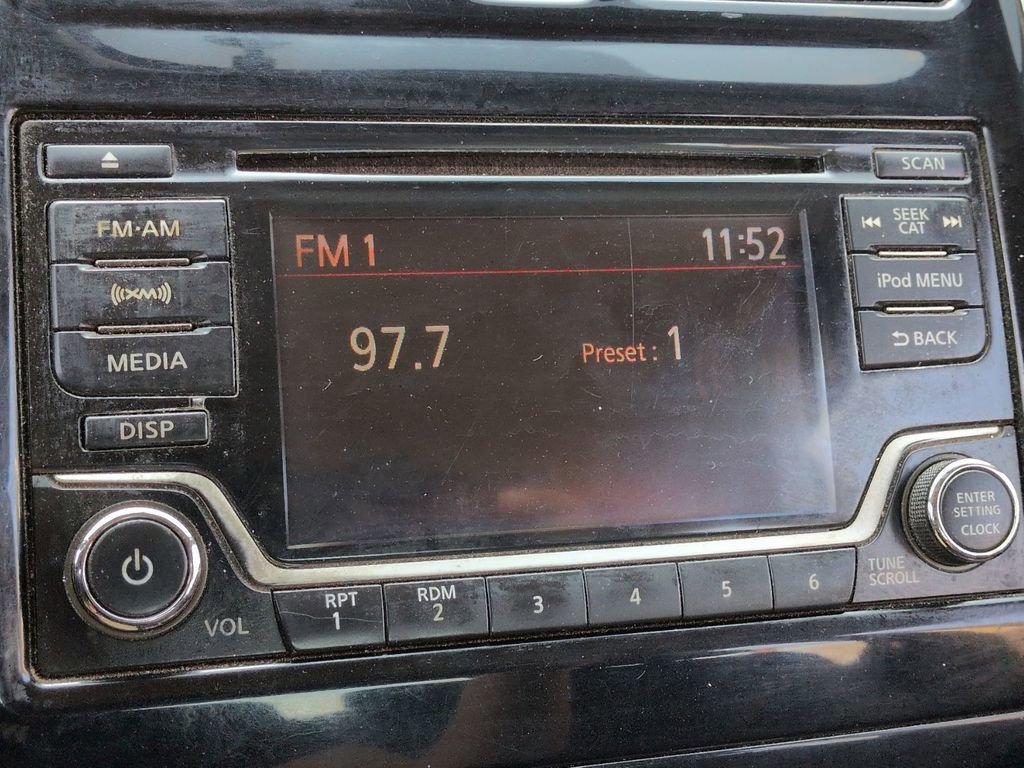 SCAN
FM·AM
SEEK
CAT
XM
iPod MENU
MEDIA
BACK
DISP
FM 1 11:52
97.7 Preset : 1
ENTER
SETTING
CLOCK
TUNE
SCROLL
VOL
RPT
1
RDM
2
3
4
5
6